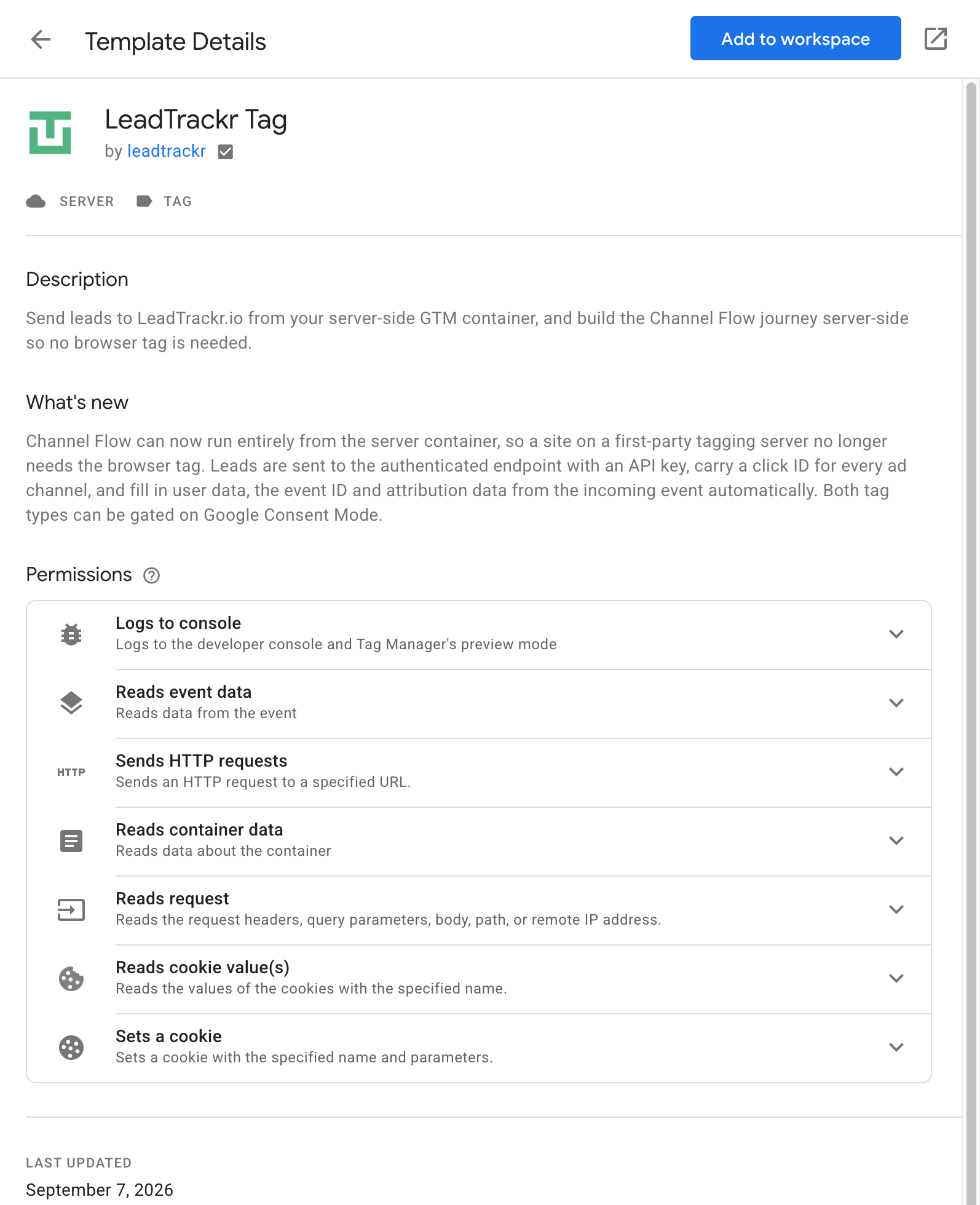 Template Details
Add to workspace
LeadTrackr Tag
by leadtrackr
SERVER TAG
Description
Send leads to LeadTrackr.io from your server-side GTM container, and build the Channel Flow journey server-side
so no browser tag is needed.
What's new
Channel Flow can now run entirely from the server container, so a site on a first-party tagging server no longer
needs the browser tag. Leads are sent to the authenticated endpoint with an API key, carry a click ID for every ad
channel, and fill in user data, the event ID and attribution data from the incoming event automatically. Both tag
types can be gated on Google Consent Mode.
Permissions ?
Logs to console
Logs to the developer console and Tag Manager's preview mode
Reads event data
Reads data from the event
HTTP
Sends HTTP requests
Sends an HTTP request to a specified URL.
Reads container data
Reads data about the container
Reads request
Reads the request headers, query parameters, body, path, or remote IP address.
Reads cookie value(s)
Reads the values of the cookies with the specified name.
Sets a cookie
Sets a cookie with the specified name and parameters.
LAST UPDATED
September 7, 2026